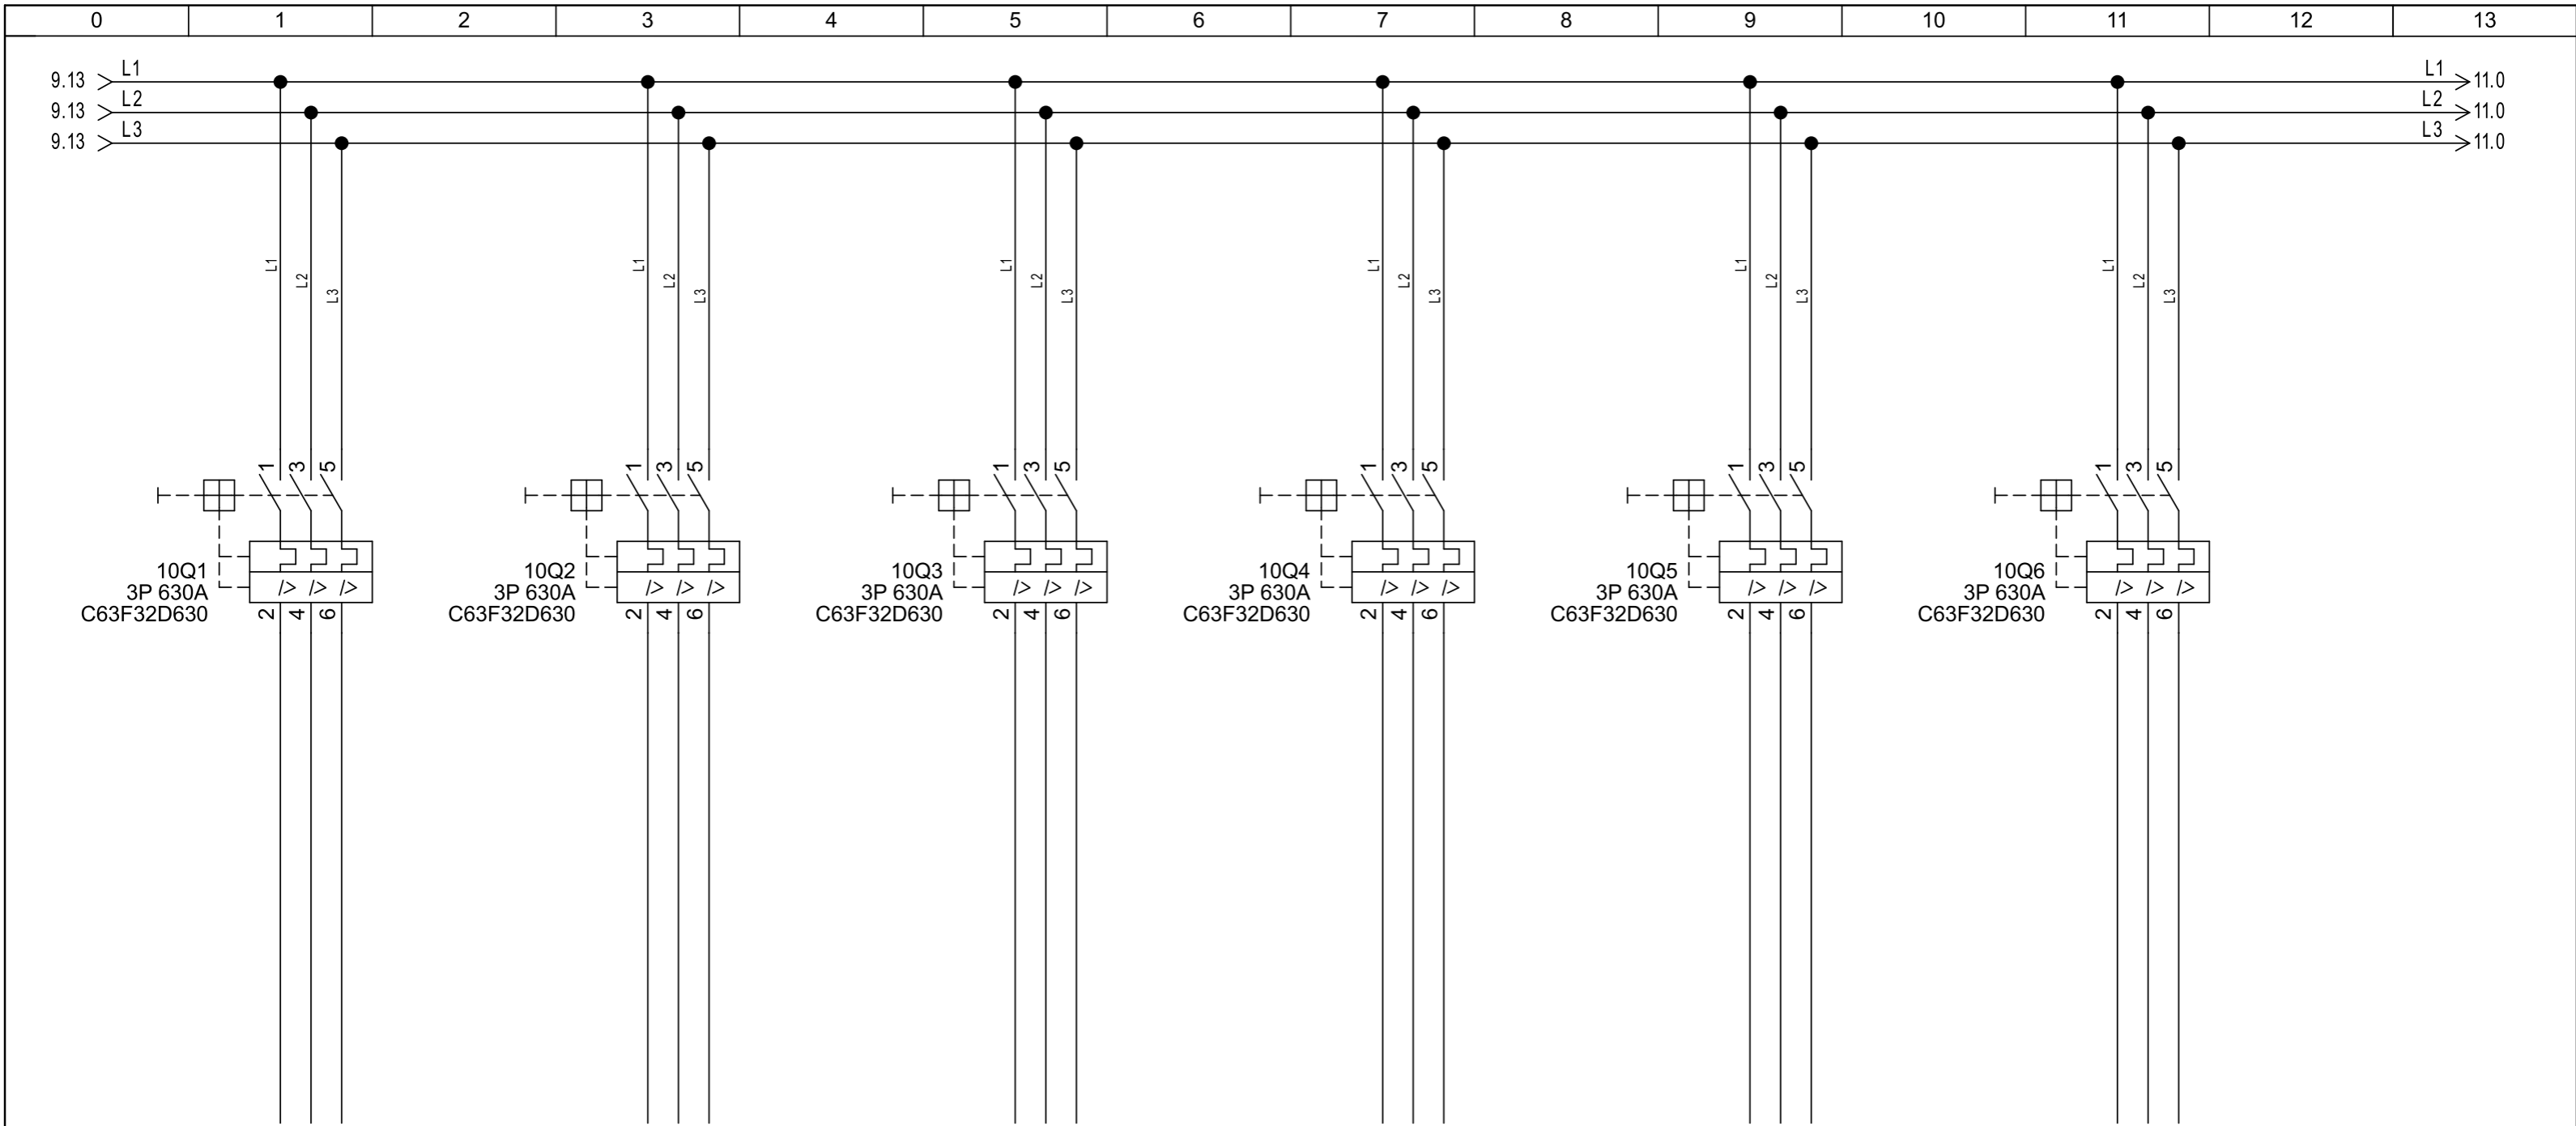 0 1 2 3 4 5 6 7 8 9 10 11 12 13
9.13 L1 L1 11.0
9.13 L2 L2 11.0
9.13 L3 L3 11.0
L1 L2 L3 L1 L2 L3 L1 L2 L3 L1 L2 L3 L1 L2 L3 L1 L2 L3
1 3 5 1 3 5 1 3 5 1 3 5 1 3 5 1 3 5
10Q1 10Q2 10Q3 10Q4 10Q5 10Q6
3P 630A 3P 630A 3P 630A 3P 630A 3P 630A 3P 630A
I> I> I> I> I> I> I> I> I> I> I> I> I> I> I> I> I> I>
C63F32D630 C63F32D630 C63F32D630 C63F32D630 C63F32D630 C63F32D630
2 4 6 2 4 6 2 4 6 2 4 6 2 4 6 2 4 6